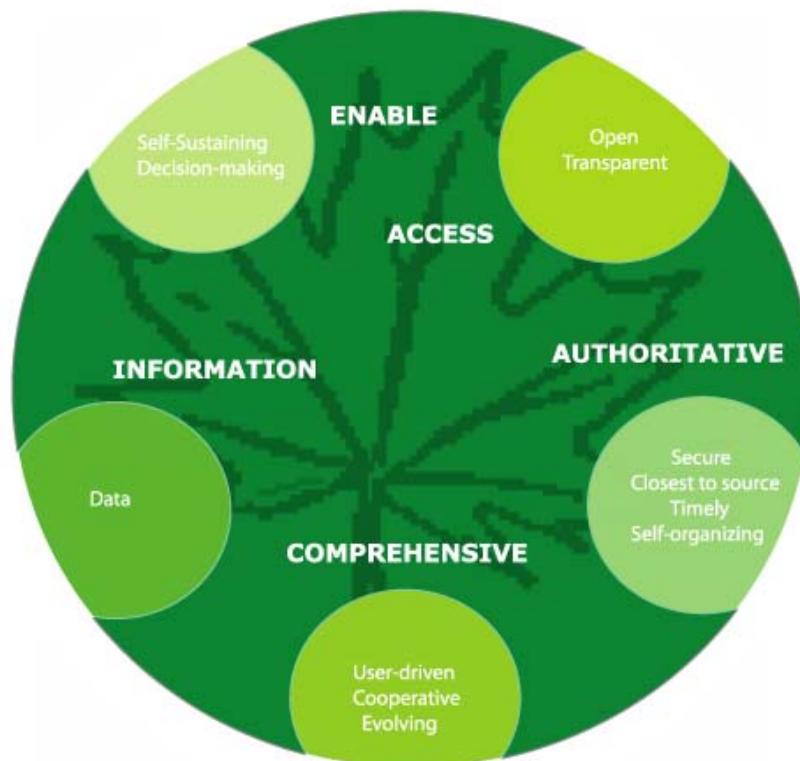 ENABLE
Self-Sustaining
Decision-making
Open
Transparent
ACCESS
INFORMATION
AUTHORITATIVE
Data
Secure
Closest to source
Timely
Self-organizing
COMPREHENSIVE
User-driven
Cooperative
Evolving